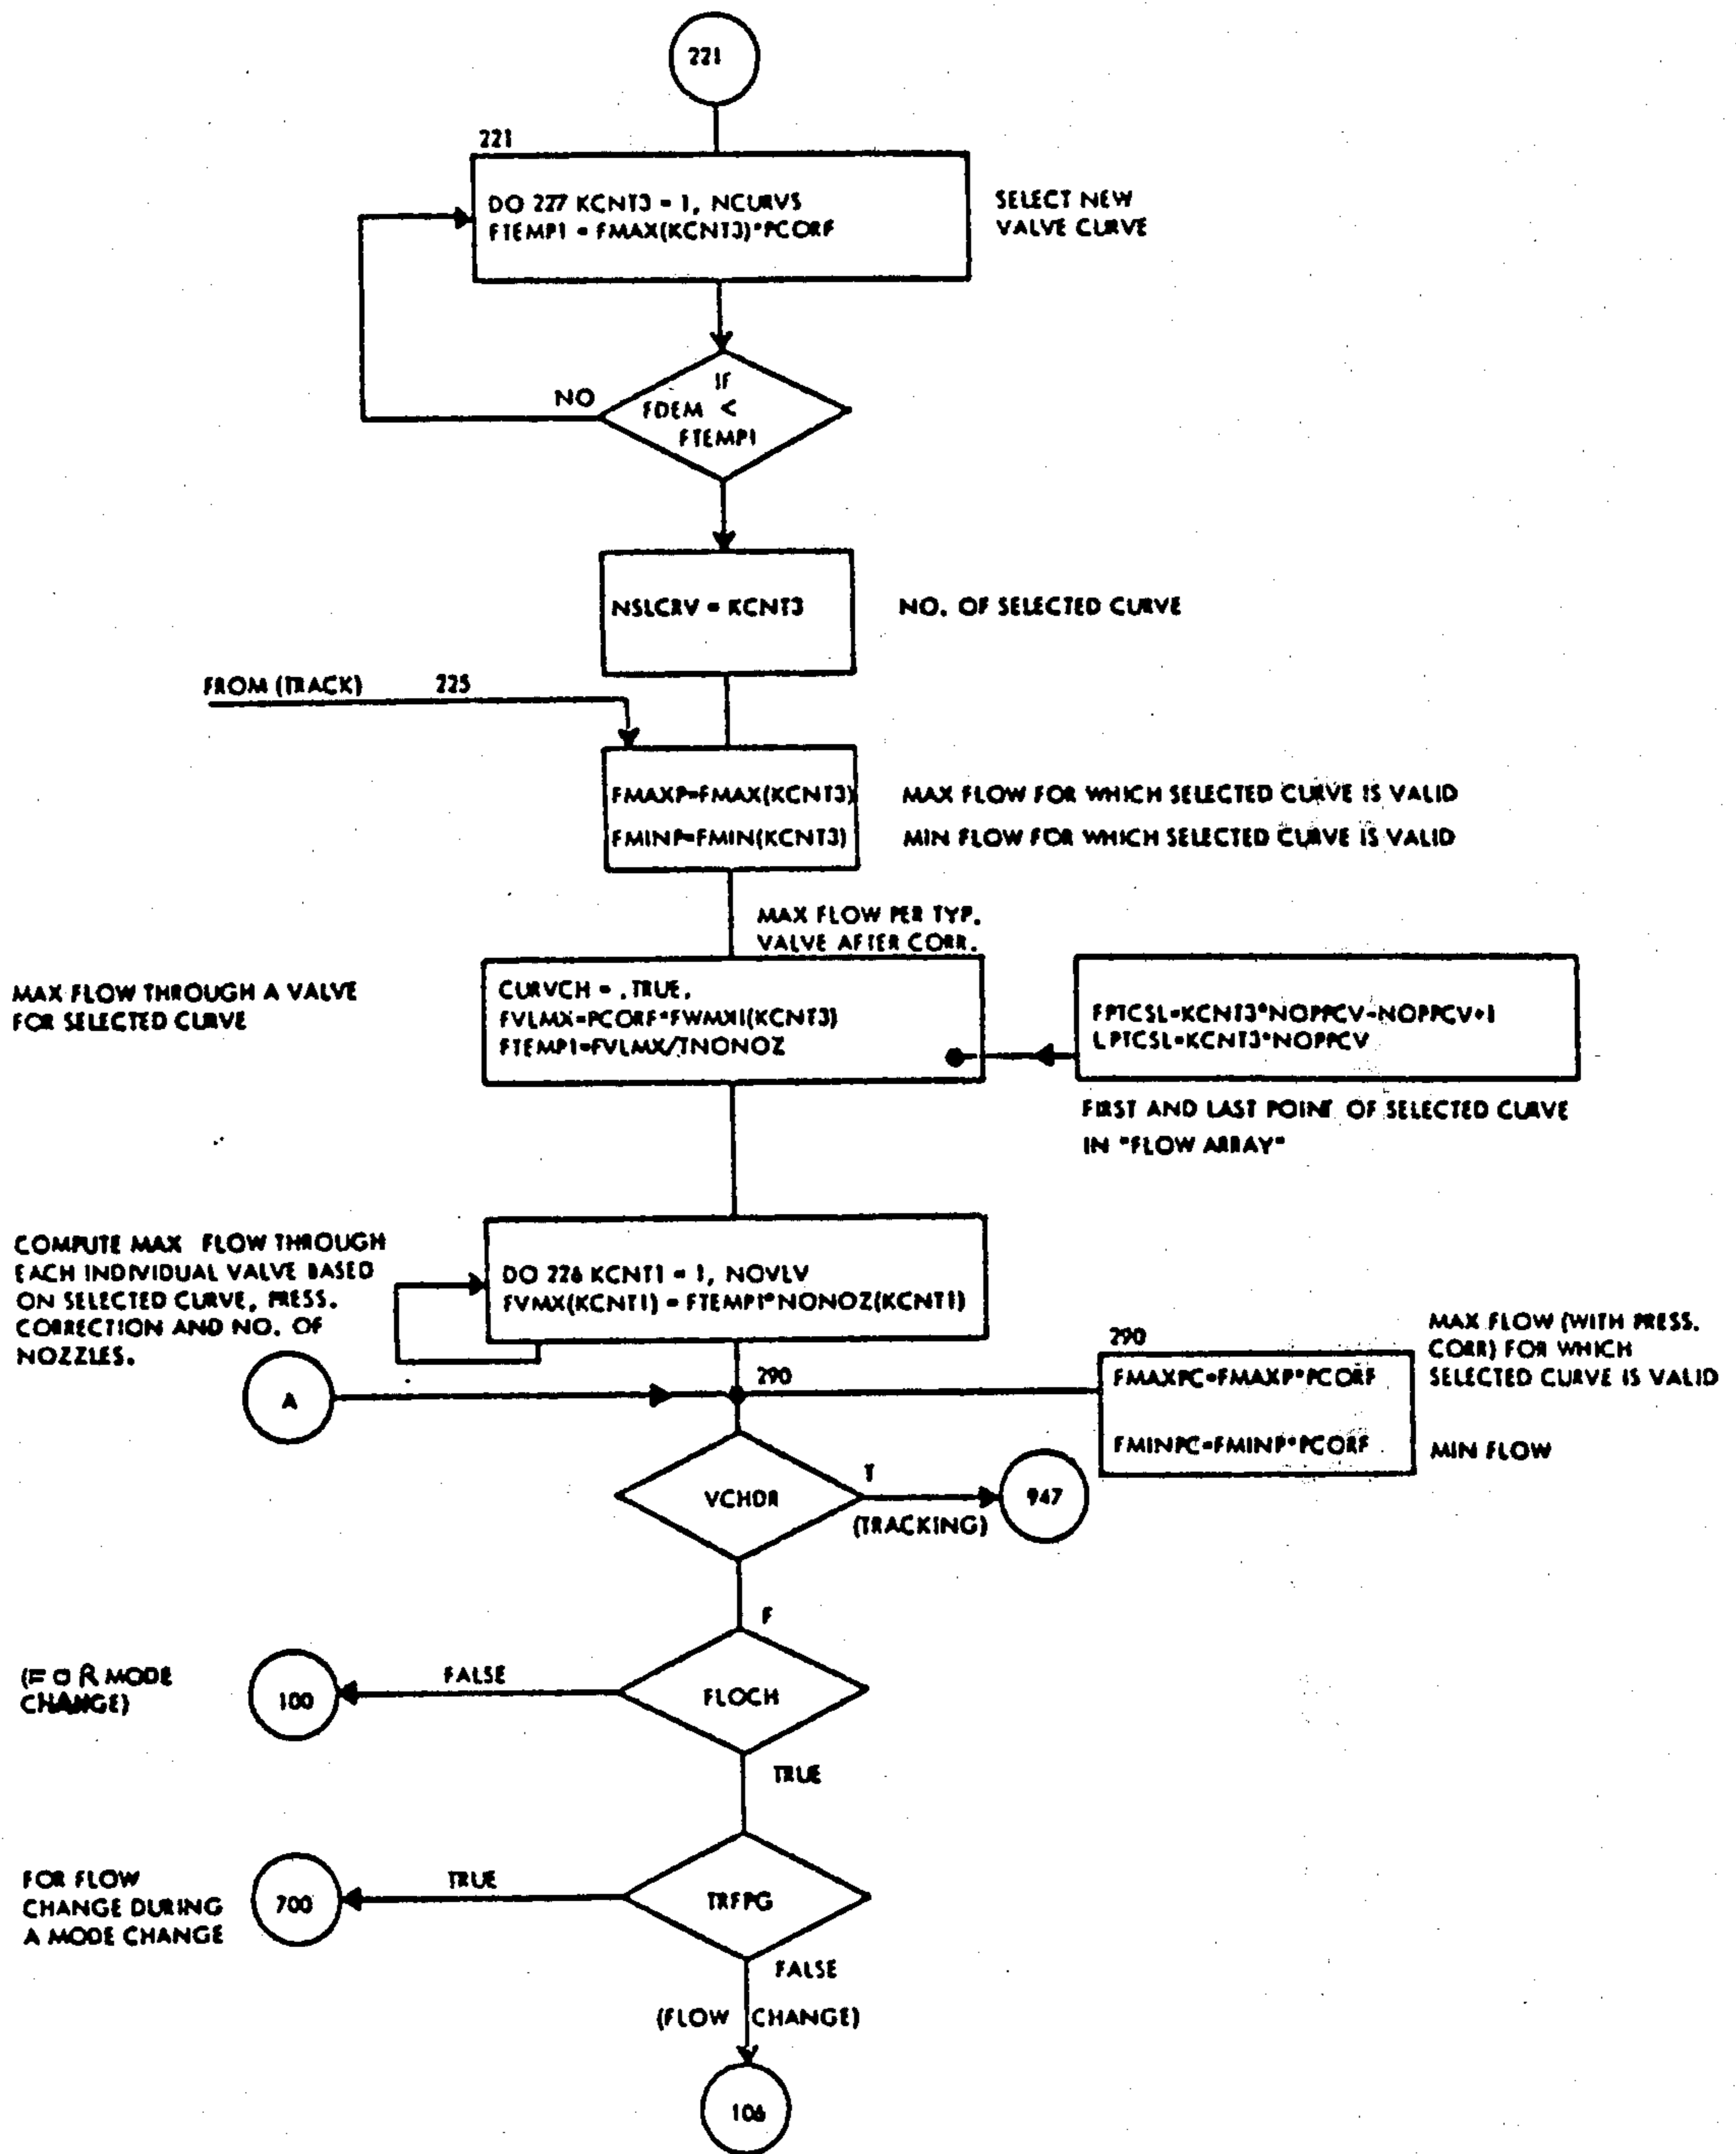 221
221
DO 227 KCNT3 = 1, NCURVS
FTEMP1 = FMAX(KCNT3)*PCORF
SELECT NEW
VALVE CURVE
IF
FDEM <
FTEMP1
NO
NSLCRV = KCNT3
NO. OF SELECTED CURVE
FROM (TRACK) 225
FMAXP=FMAX(KCNT3)
FMINP=FMIN(KCNT3)
MAX FLOW FOR WHICH SELECTED CURVE IS VALID
MIN FLOW FOR WHICH SELECTED CURVE IS VALID
MAX FLOW PER TYP.
VALVE AFTER CORR.
MAX FLOW THROUGH A VALVE
FOR SELECTED CURVE
CURVCH = .TRUE.
FVLMX=PCORF*FWMX1(KCNT3)
FTEMP1=FVLMX/TNONOZ
FPTCSL=KCNT3*NOPPCV-NOPPCV+1
LPTCSL=KCNT3*NOPPCV
FIRST AND LAST POINT OF SELECTED CURVE
IN "FLOW ARRAY"
COMPUTE MAX FLOW THROUGH
EACH INDIVIDUAL VALVE BASED
ON SELECTED CURVE, PRESS.
CORRECTION AND NO. OF
NOZZLES.
DO 226 KCNT1 = 1, NOVLV
FVMX(KCNT1) = FTEMP1*NONOZ(KCNT1)
A
290
290
FMAXPC=FMAXP*PCORF
FMINPC=FMINP*PCORF
MAX FLOW (WITH PRESS.
CORR) FOR WHICH
SELECTED CURVE IS VALID
MIN FLOW
VCHDR
T
(TRACKING)
947
F
FLOCH
FALSE
100
(FOR MODE
CHANGE)
TRUE
TRFPG
TRUE
700
FOR FLOW
CHANGE DURING
A MODE CHANGE
FALSE
(FLOW CHANGE)
106